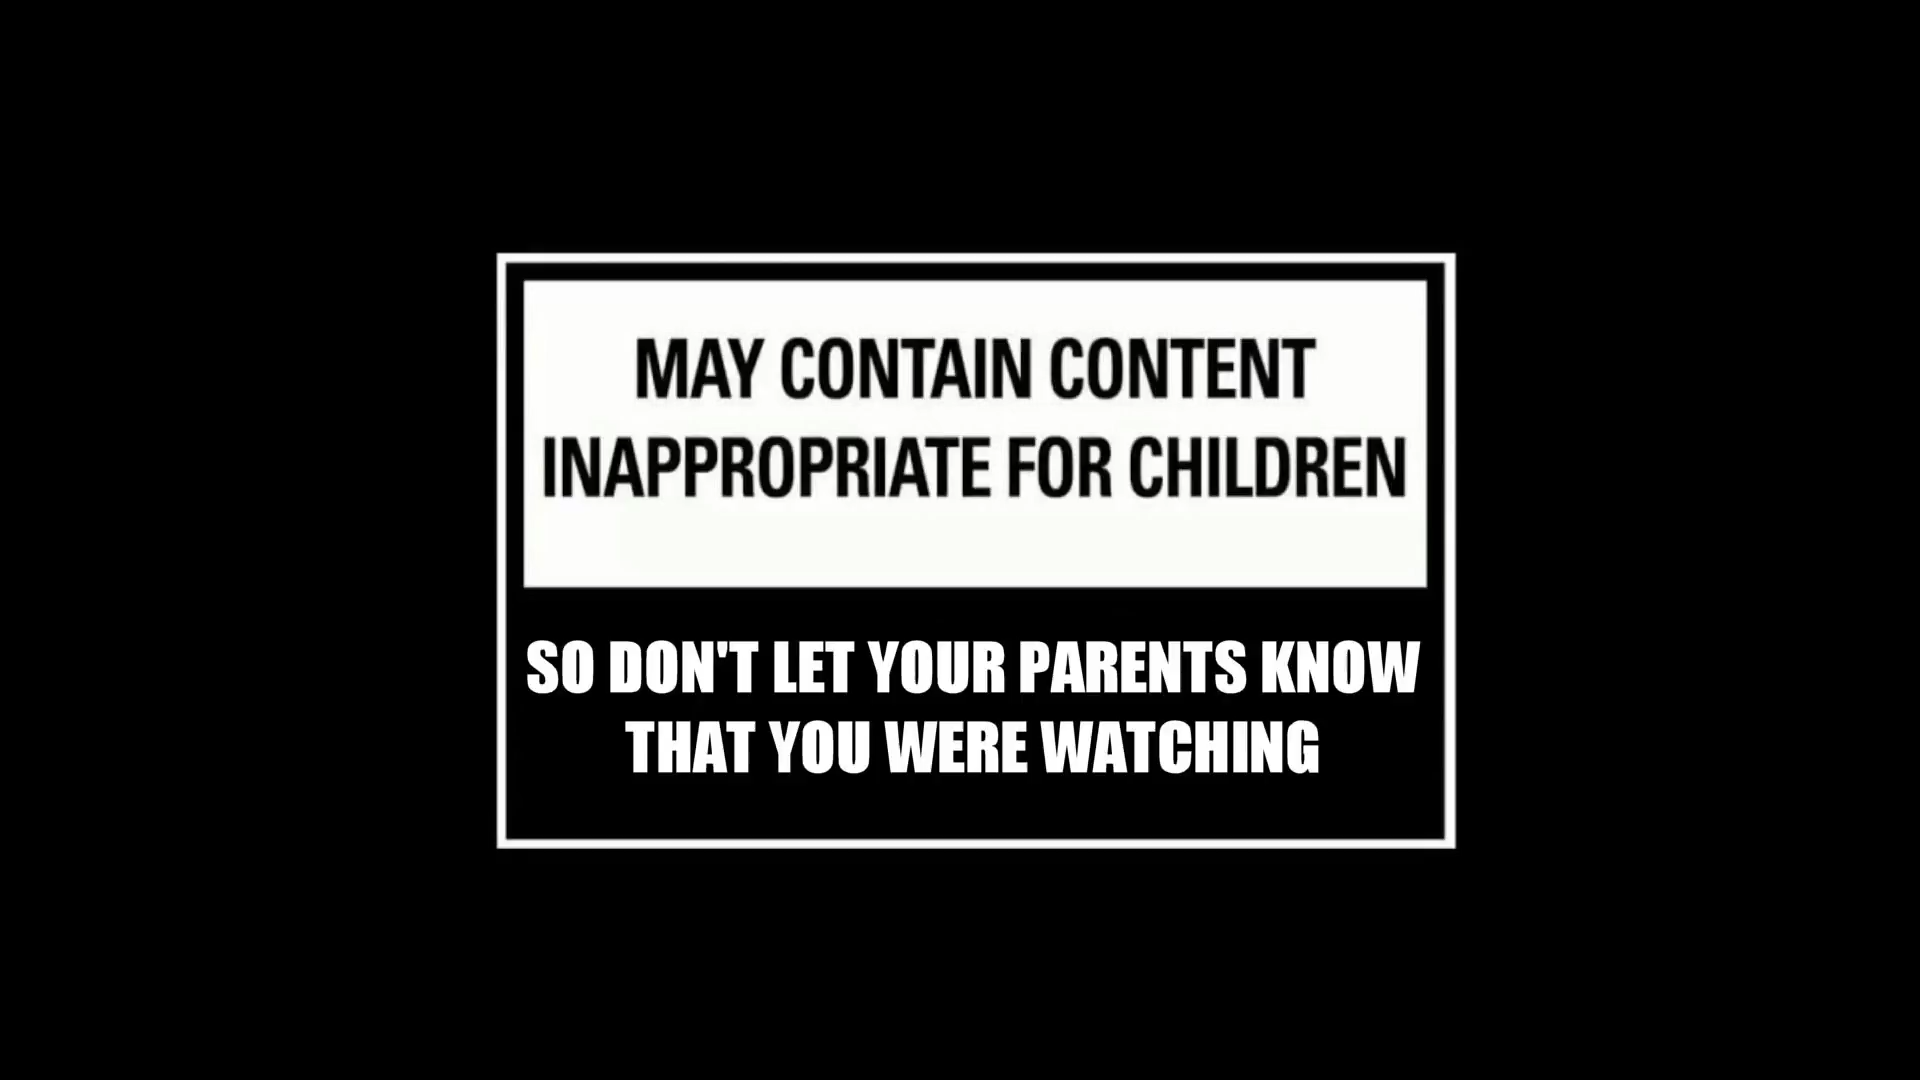 MAY CONTAIN CONTENT
INAPPROPRIATE FOR CHILDREN
SO DON'T LET YOUR PARENTS KNOW
THAT YOU WERE WATCHING